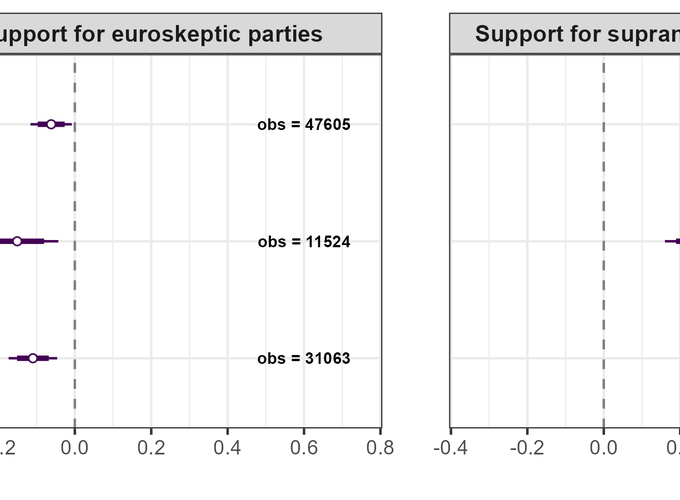 upport for euroskeptic parties
Support for supran
obs = 47605
obs = 11524
obs = 31063
.2 0.0 0.2 0.4 0.6 0.8
-0.4 -0.2 0.0 0.